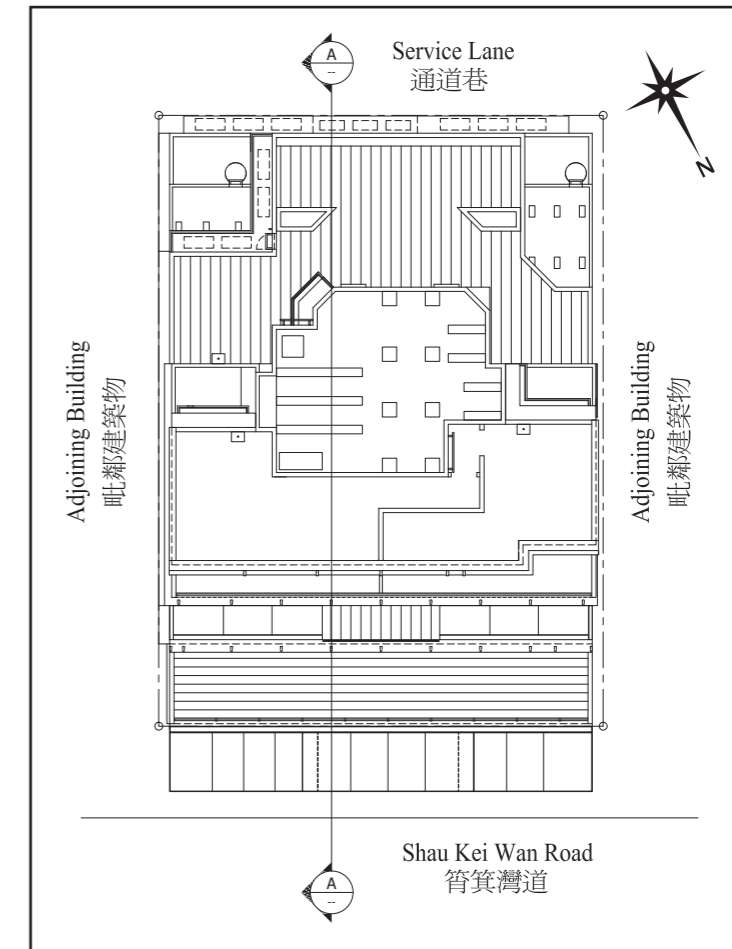 A
--
Service Lane
通道巷
N
Adjoining Building
毗鄰建築物
Adjoining Building
毗鄰建築物
Shau Kei Wan Road
筲箕灣道
A
--